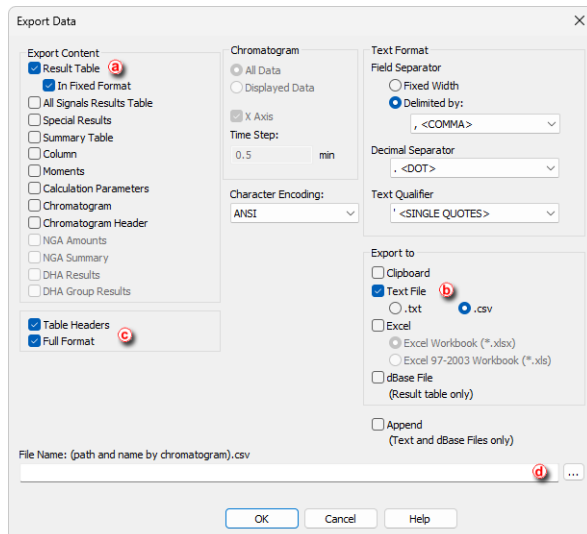 Export Data
Export Content
Result Table a
In Fixed Format
All Signals Results Table
Special Results
Summary Table
Column
Moments
Calculation Parameters
Chromatogram
Chromatogram Header
NGA Amounts
NGA Summary
DHA Results
DHA Group Results
Table Headers
Full Format c
Chromatogram
All Data
Displayed Data
X Axis
Time Step:
0.5 min
Character Encoding:
ANSI
Text Format
Field Separator
Fixed Width
Delimited by:
, <COMMA>
Decimal Separator
. <DOT>
Text Qualifier
' <SINGLE QUOTES>
Export to
Clipboard
Text File b
.txt .csv
Excel
Excel Workbook (*.xlsx)
Excel 97-2003 Workbook (*.xls)
dBase File
(Result table only)
Append
(Text and dBase Files only)
File Name: (path and name by chromatogram).csv
d ...
OK Cancel Help